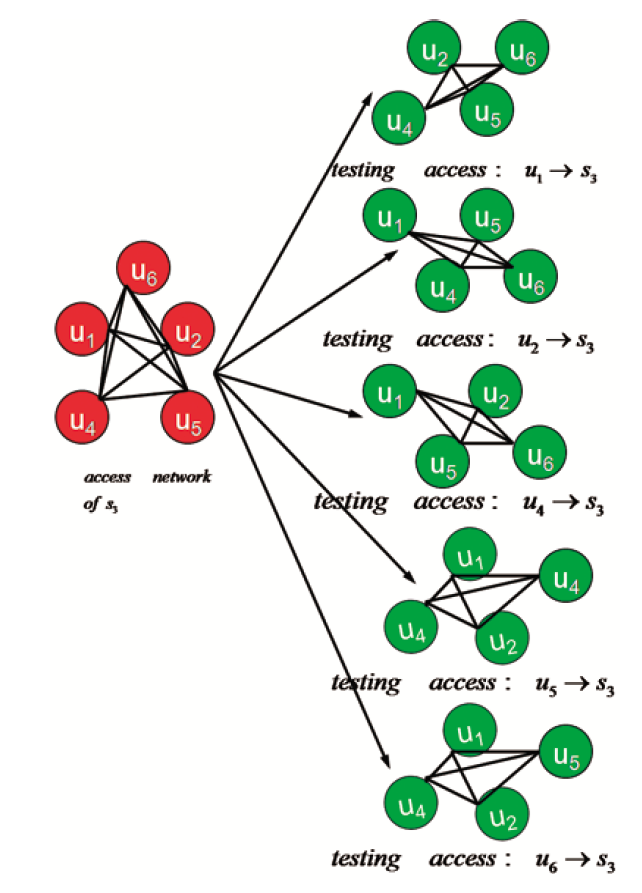 u2 u6
u4 u5
testing access : u1 → s3
u1 u5
u4 u6
testing access : u2 → s3
u6
u1 u2
u4 u5
access network
of s3
u1 u2
u5 u6
testing access : u4 → s3
u1
u4
u4 u2
testing access : u5 → s3
u1
u5
u4 u2
testing access : u6 → s3